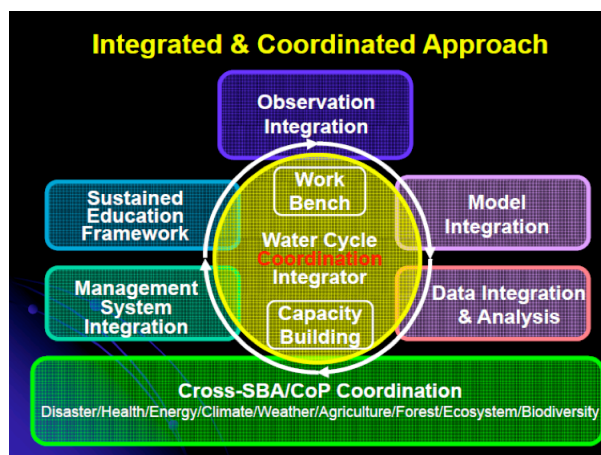 Integrated & Coordinated Approach
Observation
Integration
Sustained
Education
Framework
Work
Bench
Model
Integration
Water Cycle
Coordination
Integrator
Management
System
Integration
Capacity
Building
Data Integration
& Analysis
Cross-SBA/CoP Coordination
Disaster/Health/Energy/Climate/Weather/Agriculture/Forest/Ecosystem/Biodiversity